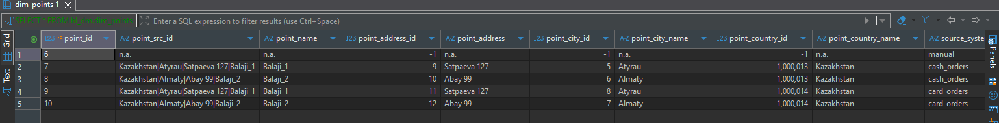 dim_points 1
SELECT * FROM bl_dm.dim_points Enter a SQL expression to filter results (use Ctrl+Space)
Grid 123 point_id A-Z point_src_id A-Z point_name 123 point_address_id A-Z point_address 123 point_city_id A-Z point_city_name 123 point_country_id A-Z point_country_name A-Z source_system
1 6 n.a. n.a. -1 n.a. -1 n.a. -1 n.a. manual
2 7 Kazakhstan|Atyrau|Satpaeva 127|Balaji_1 Balaji_1 9 Satpaeva 127 5 Atyrau 1,000,013 Kazakhstan cash_orders
3 8 Kazakhstan|Almaty|Abay 99|Balaji_2 Balaji_2 10 Abay 99 6 Almaty 1,000,013 Kazakhstan cash_orders
4 9 Kazakhstan|Atyrau|Satpaeva 127|Balaji_1 Balaji_1 11 Satpaeva 127 8 Atyrau 1,000,014 Kazakhstan card_orders
5 10 Kazakhstan|Almaty|Abay 99|Balaji_2 Balaji_2 12 Abay 99 7 Almaty 1,000,014 Kazakhstan card_orders
Text
Panels